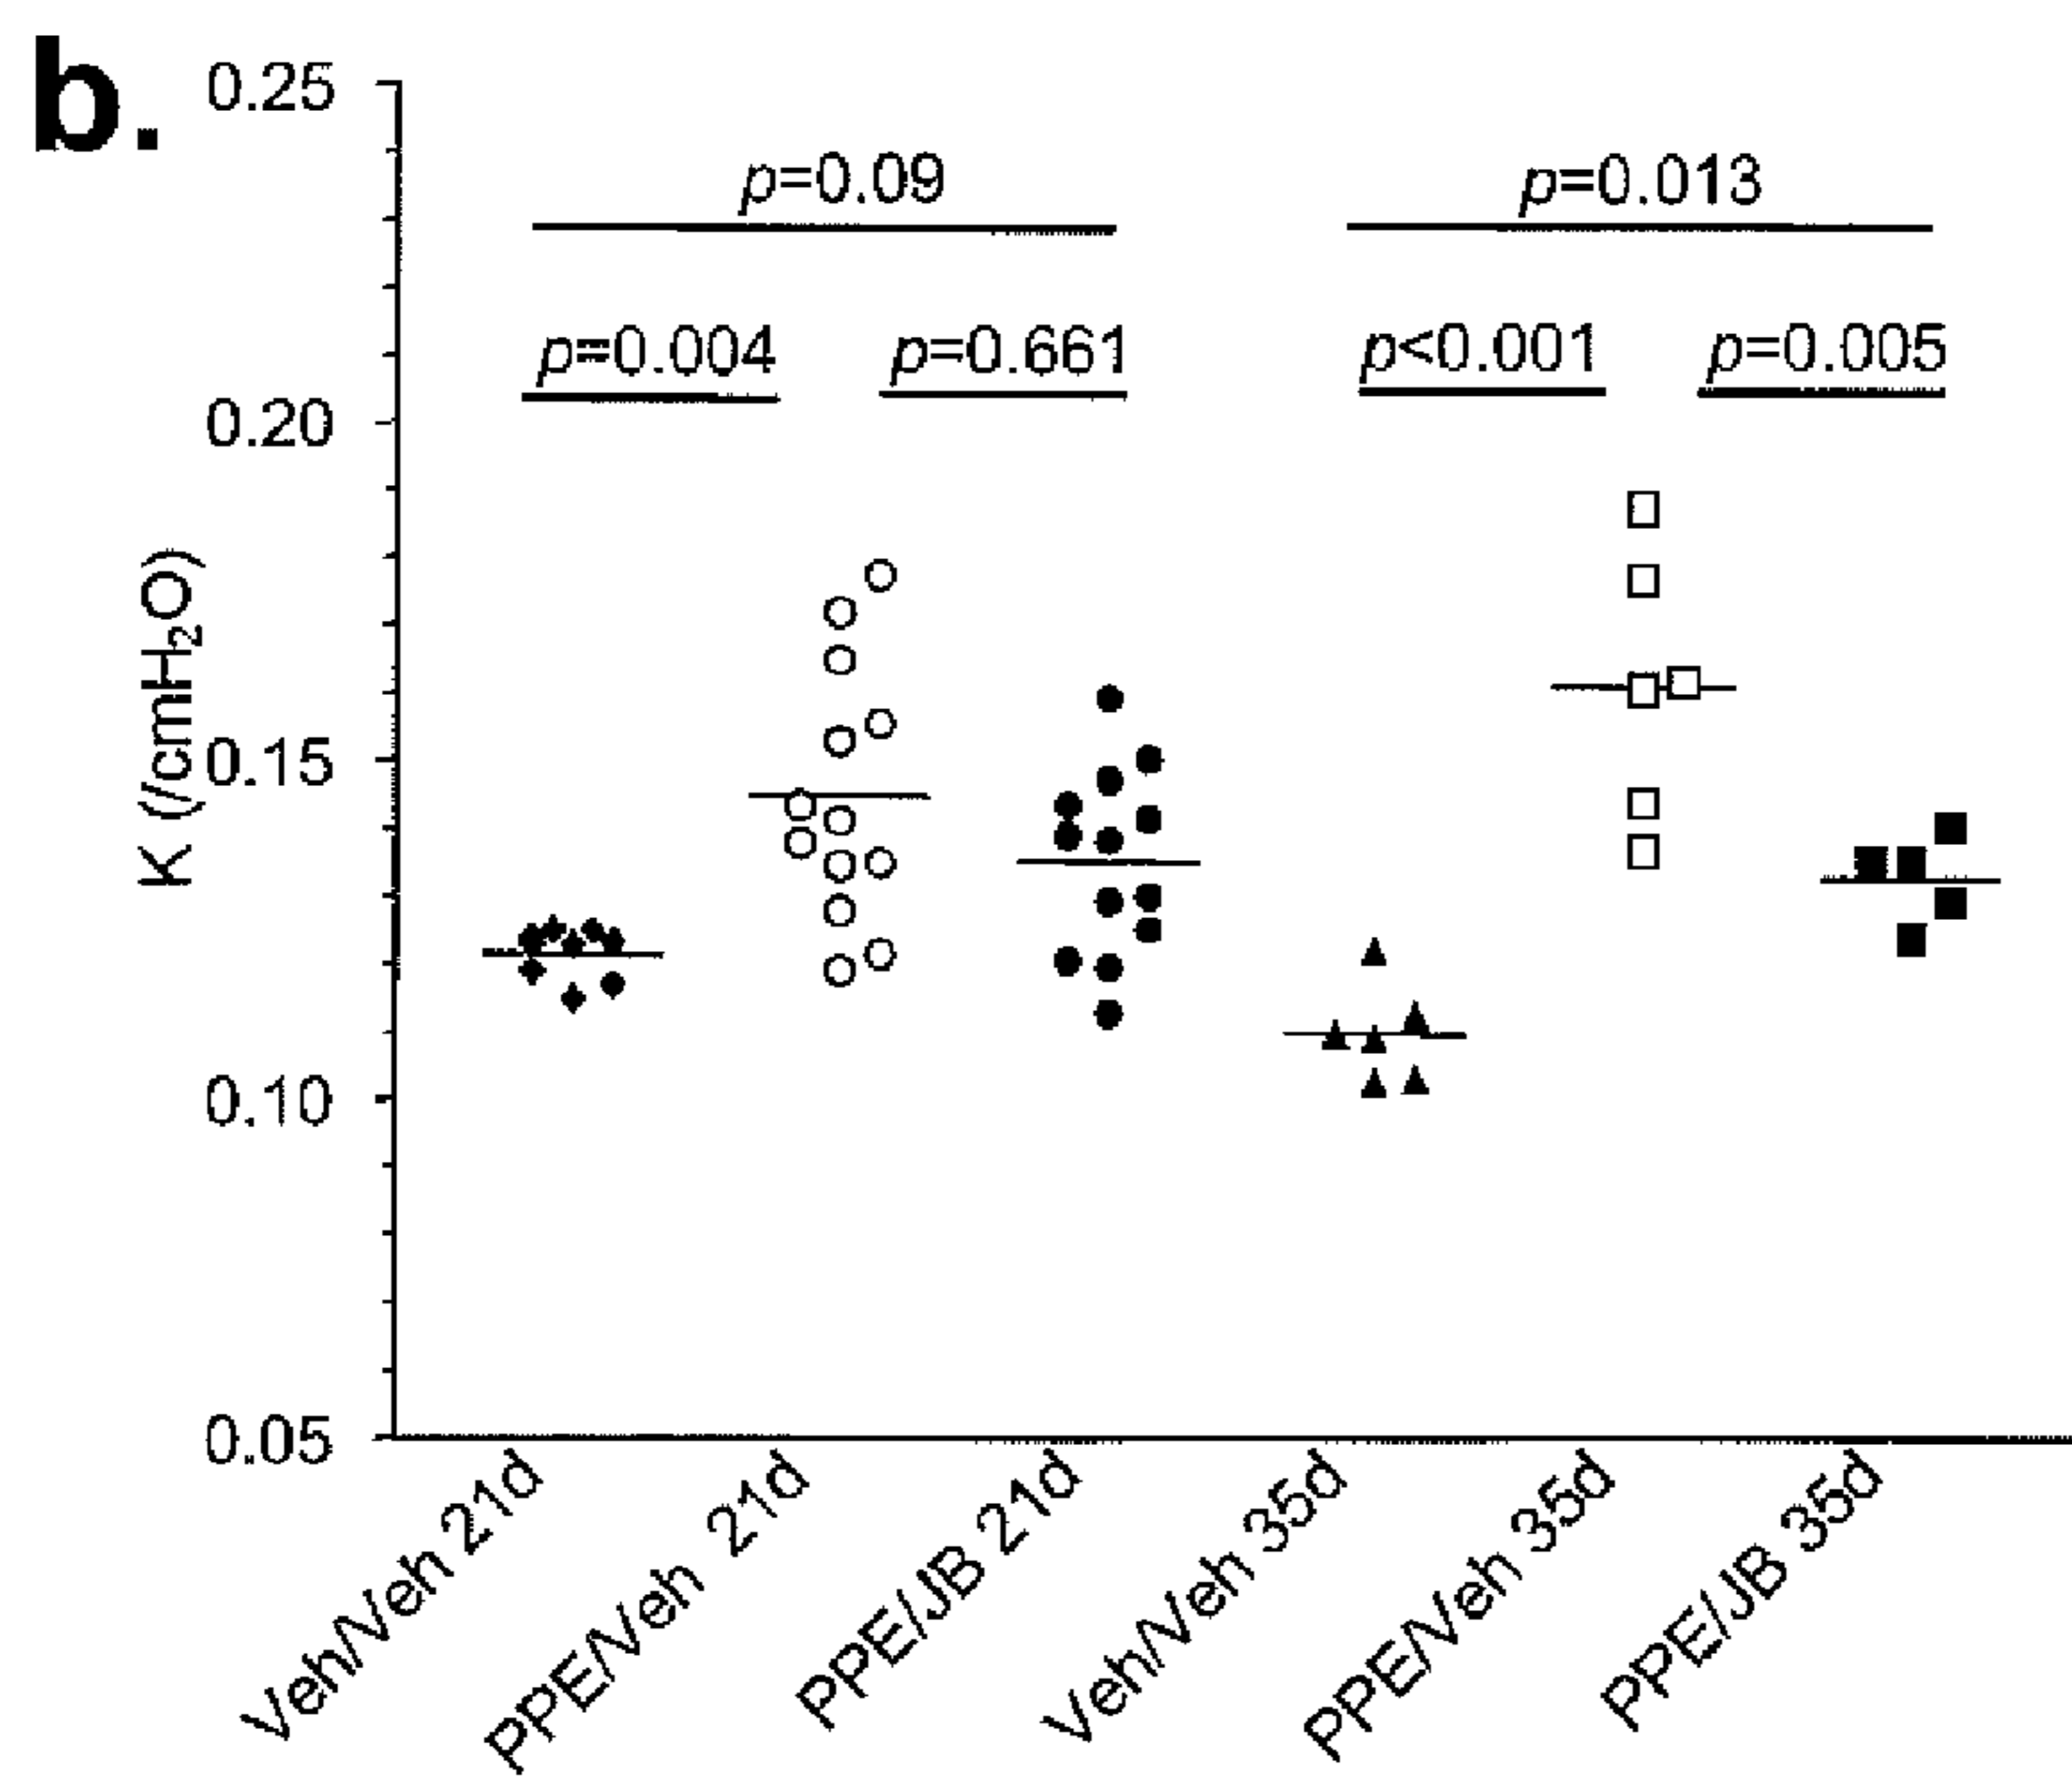 b.
0.25
p=0.09
p=0.013
p=0.004
p=0.661
p<0.001
p=0.005
0.20
K (/cmH₂O)
0.15
0.10
0.05
Veh/Veh 21d
PPE/Veh 21d
PPE/JB 21d
Veh/Veh 35d
PPE/Veh 35d
PPE/JB 35d